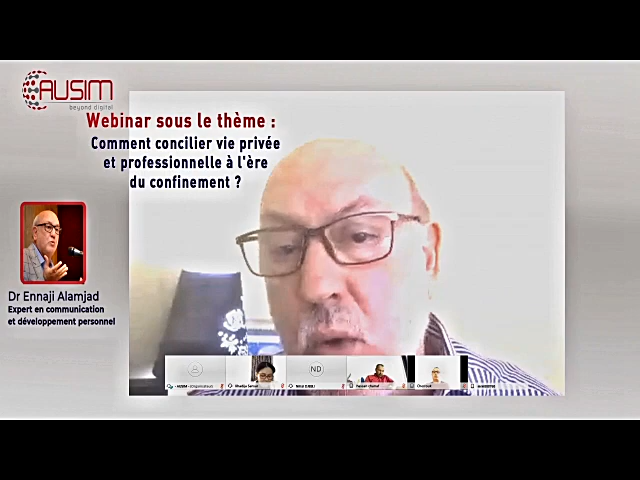 AUSIM
beyond digital
Webinar sous le thème :
Comment concilier vie privée
et professionnelle à l'ère
du confinement ?
Dr Ennaji Alamjad
Expert en communication
et développement personnel
ND